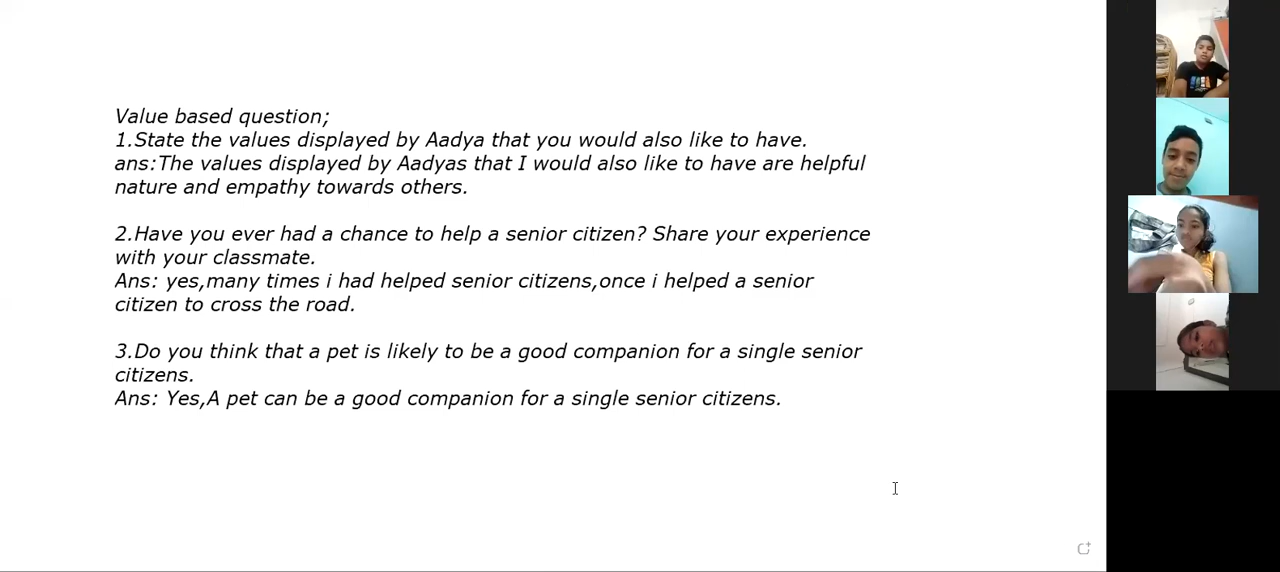 Value based question;
1.State the values displayed by Aadya that you would also like to have.
ans:The values displayed by Aadyas that I would also like to have are helpful
nature and empathy towards others.
2.Have you ever had a chance to help a senior citizen? Share your experience
with your classmate.
Ans: yes,many times i had helped senior citizens,once i helped a senior
citizen to cross the road.
3.Do you think that a pet is likely to be a good companion for a single senior
citizens.
Ans: Yes,A pet can be a good companion for a single senior citizens.